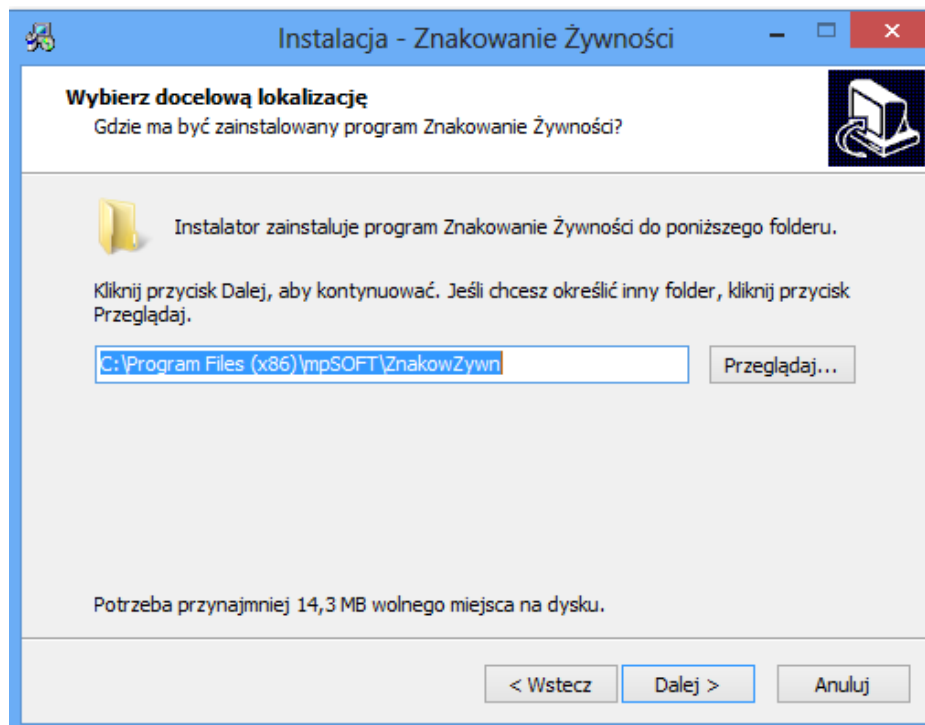 Instalacja - Znakowanie Żywności
Wybierz docelową lokalizację
Gdzie ma być zainstalowany program Znakowanie Żywności?
Instalator zainstaluje program Znakowanie Żywności do poniższego folderu.
Kliknij przycisk Dalej, aby kontynuować. Jeśli chcesz określić inny folder, kliknij przycisk
Przeglądaj.
C:\Program Files (x86)\mpSOFT\ZnakowZywn
Przeglądaj...
Potrzeba przynajmniej 14,3 MB wolnego miejsca na dysku.
< Wstecz
Dalej >
Anuluj